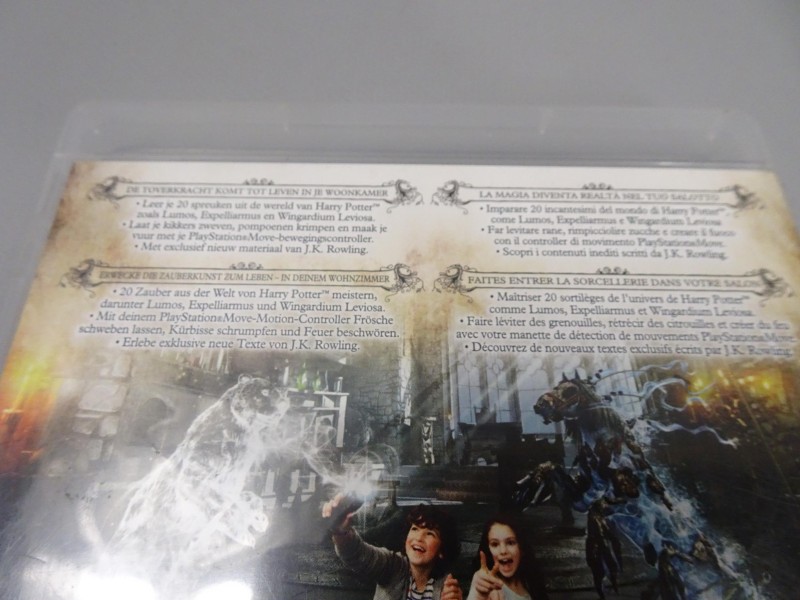 DE TOVERKRACHT KOMT TOT LEVEN IN JE WOONKAMER
• Leer je 20 spreuken uit de wereld van Harry Potter™
zoals Lumos, Expelliarmus en Wingardium Leviosa.
• Laat je kikkers zweven, pompoenen krimpen en maak je
vuur met je PlayStation®Move-bewegingscontroller.
• Met exclusief nieuw materiaal van J.K. Rowling.
LA MAGIA DIVENTA REALTÀ NEL TUO SALOTTO
• Imparare 20 incantesimi del mondo di Harry Potter™
come Lumos, Expelliarmus e Wingardium Leviosa.
• Far levitare rane, rimpicciolire zucche e creare il fuoco
con il controller di movimento PlayStation®Move.
• Scopri i contenuti inediti scritti da J.K. Rowling.
ERWECKE DIE ZAUBERKUNST ZUM LEBEN – IN DEINEM WOHNZIMMER
• 20 Zauber aus der Welt von Harry Potter™ meistern,
darunter Lumos, Expelliarmus und Wingardium Leviosa.
• Mit deinem PlayStation®Move-Motion-Controller Frösche
schweben lassen, Kürbisse schrumpfen und Feuer beschwören.
• Erlebe exklusive neue Texte von J.K. Rowling.
FAITES ENTRER LA SORCELLERIE DANS VOTRE SALON
• Maîtriser 20 sortilèges de l'univers de Harry Potter™
comme Lumos, Expelliarmus et Wingardium Leviosa.
• Faire léviter des grenouilles, rétrécir des citrouilles et créer du feu
avec votre manette de détection de mouvements PlayStation®Move.
• Découvrez de nouveaux textes exclusifs écrits par J.K. Rowling.